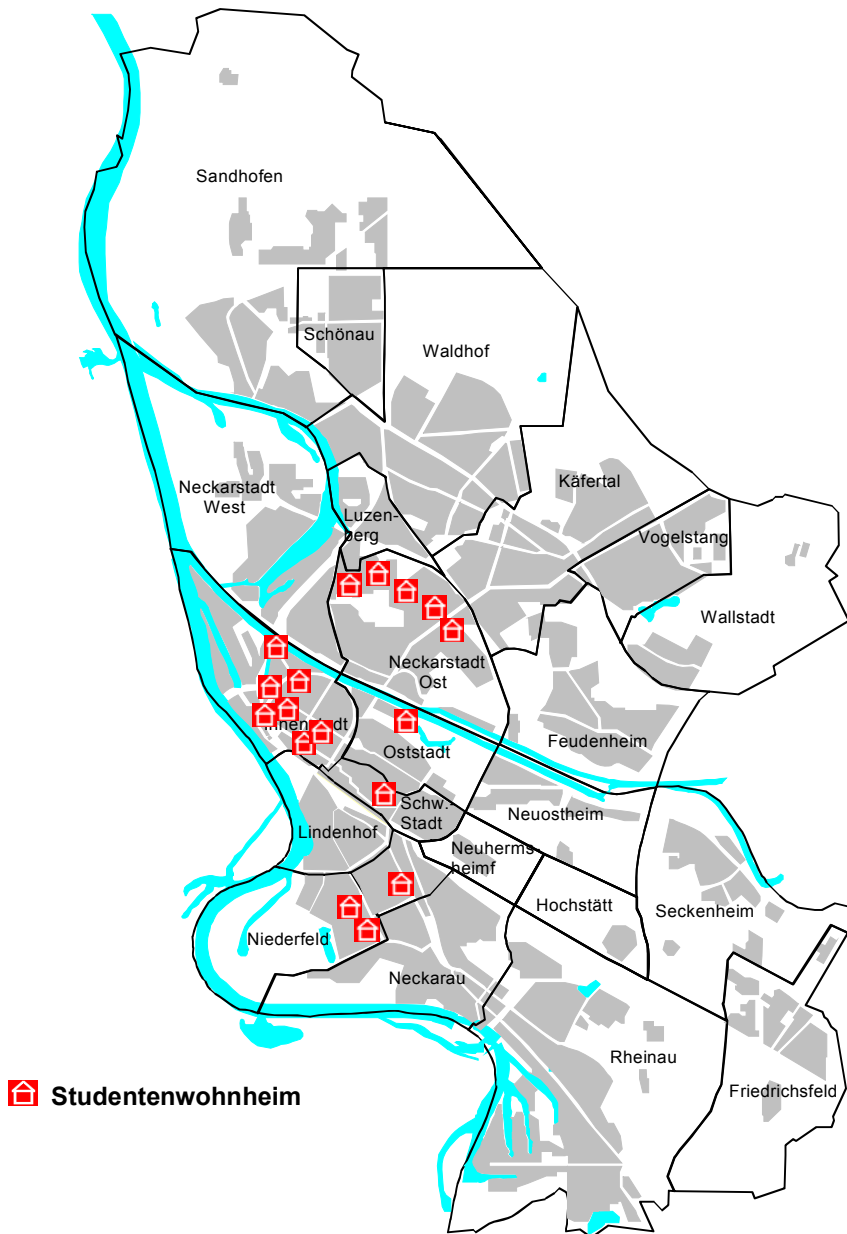 Sandhofen
Schönau
Waldhof
Neckarstadt
West
Käfertal
Luzen-
berg
Vogelstang
Wallstadt
Neckarstadt
Ost
Innenstadt
Feudenheim
Oststadt
Schw.-
Stadt
Neuostheim
Lindenhof
Neuherms-
heimf
Hochstätt
Seckenheim
Niederfeld
Neckarau
Rheinau
Friedrichsfeld
Studentenwohnheim